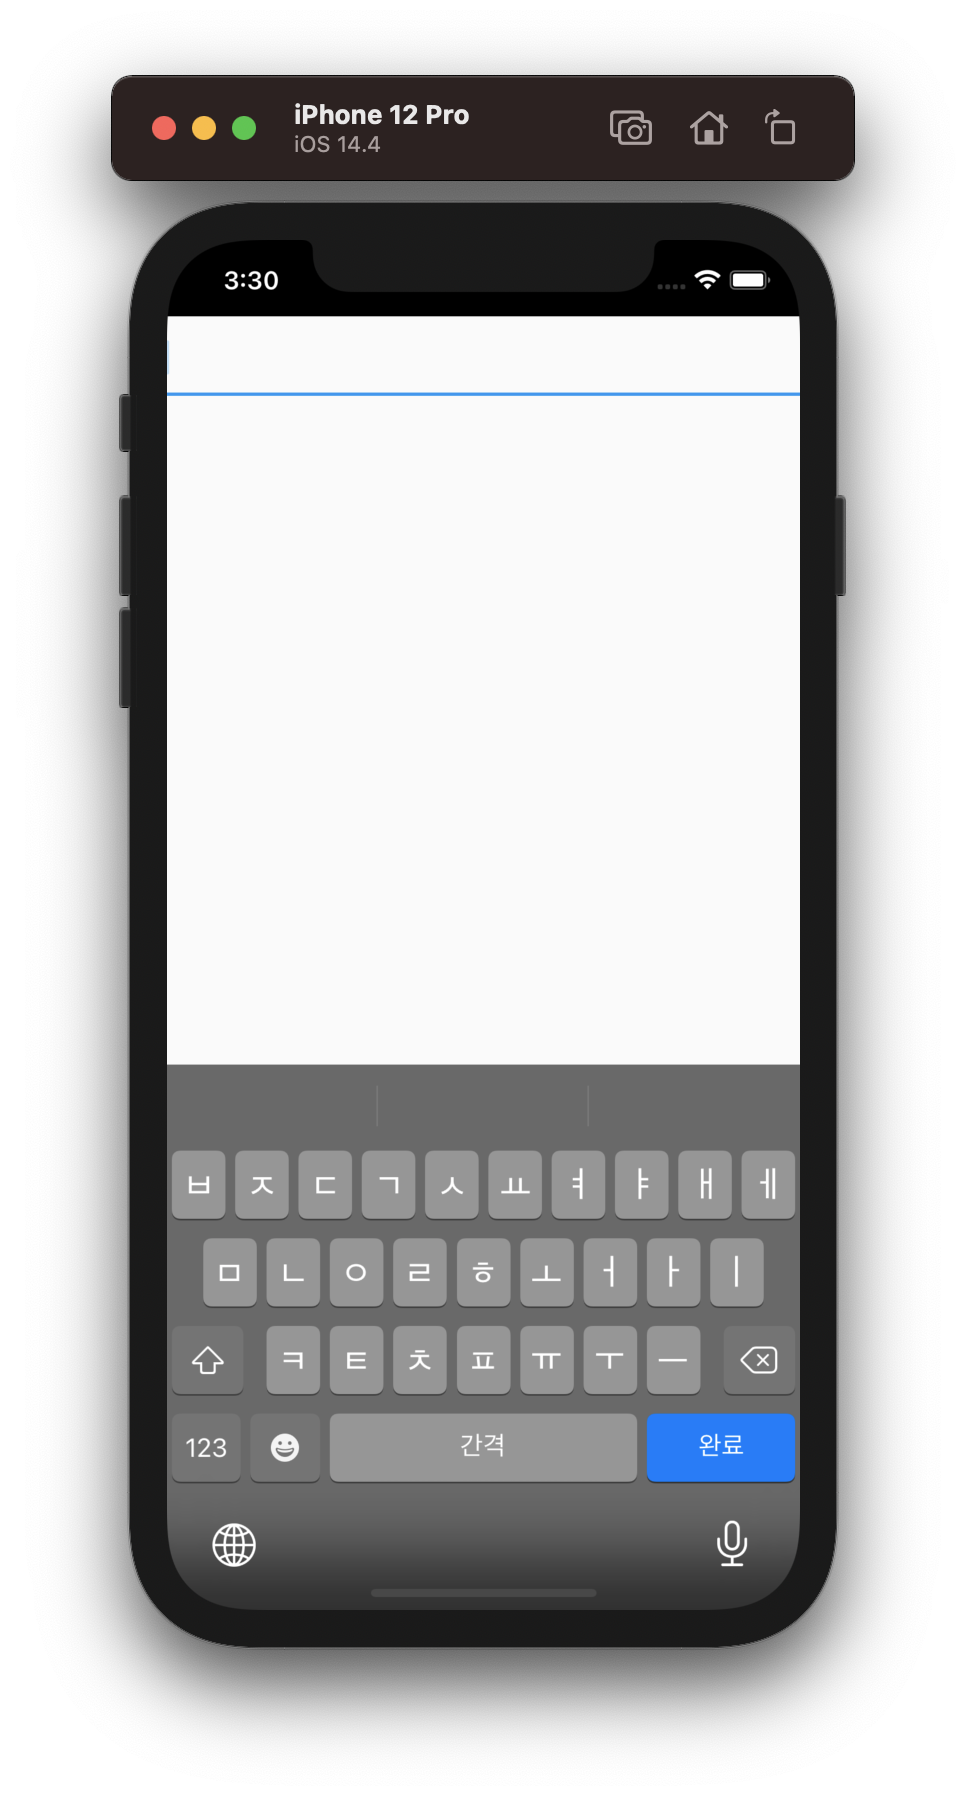 iPhone 12 Pro
iOS 14.4
3:30
ㅂ ㅈ ㄷ ㄱ ㅅ ㅛ ㅕ ㅑ ㅐ ㅔ
ㅁ ㄴ ㅇ ㄹ ㅎ ㅗ ㅓ ㅏ ㅣ
ㅋ ㅌ ㅊ ㅍ ㅠ ㅜ ㅡ
123 간격 완료